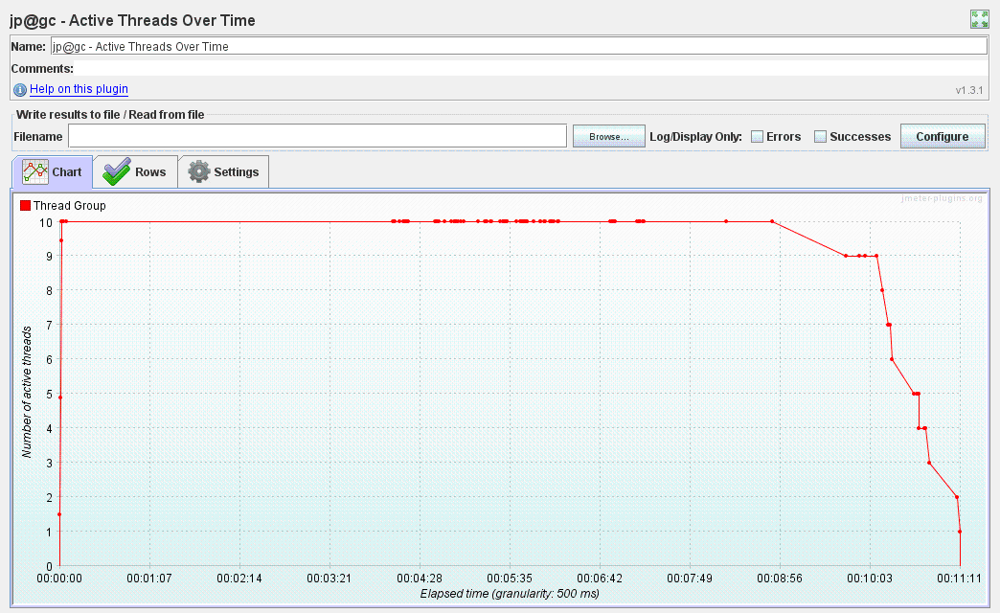 jp@gc - Active Threads Over Time
Name: jp@gc - Active Threads Over Time
Comments:
Help on this plugin
v1.3.1
Write results to file / Read from file
Filename Browse... Log/Display Only: Errors Successes Configure
Chart Rows Settings
jmeter-plugins.org
Thread Group
10
9
8
7
6
5
4
3
2
1
0
Number of active threads
00:00:00 00:01:07 00:02:14 00:03:21 00:04:28 00:05:35 00:06:42 00:07:49 00:08:56 00:10:03 00:11:11
Elapsed time (granularity: 500 ms)